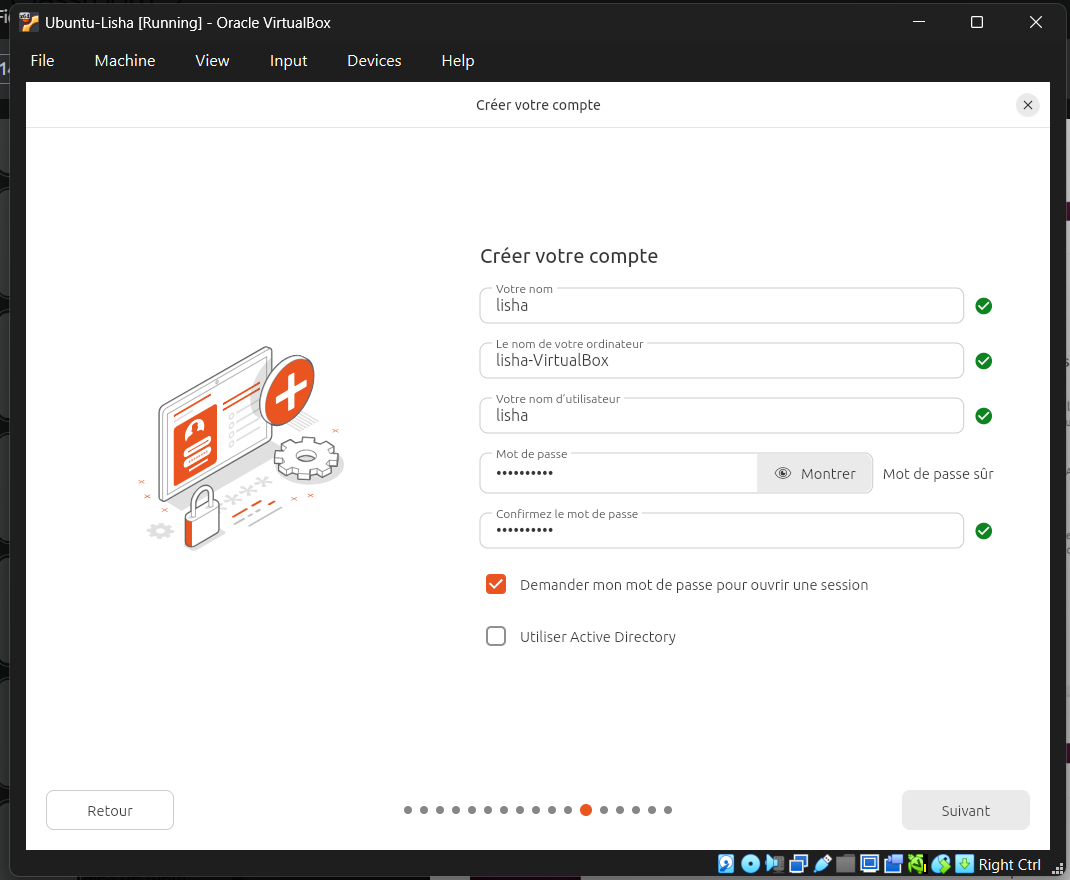 Ubuntu-Lisha [Running] - Oracle VirtualBox
File Machine View Input Devices Help
Créer votre compte
Créer votre compte
Votre nom
lisha
Le nom de votre ordinateur
lisha-VirtualBox
Votre nom d'utilisateur
lisha
Mot de passe
•••••••••• Montrer Mot de passe sûr
Confirmez le mot de passe
••••••••••
Demander mon mot de passe pour ouvrir une session
Utiliser Active Directory
Retour Suivant
Right Ctrl